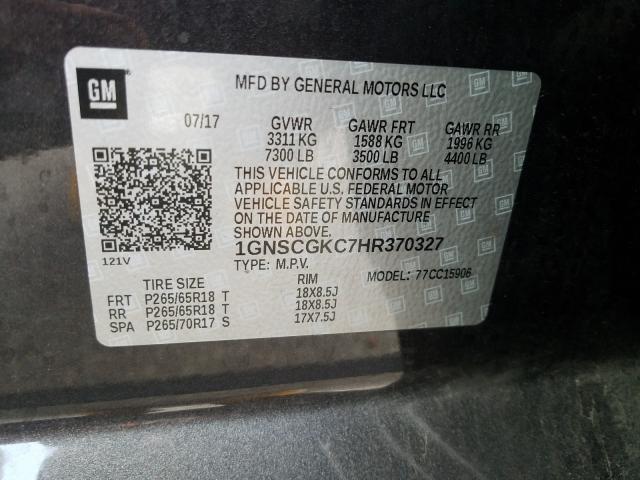 GM
MFD BY GENERAL MOTORS LLC
07/17 GVWR GAWR FRT GAWR RR
3311 KG 1588 KG 1996 KG
7300 LB 3500 LB 4400 LB
THIS VEHICLE CONFORMS TO ALL
APPLICABLE U.S. FEDERAL MOTOR
VEHICLE SAFETY STANDARDS IN EFFECT
ON THE DATE OF MANUFACTURE
SHOWN ABOVE.
1GNSCGKC7HR370327
121V
TYPE: M.P.V. MODEL: 77CC15906
TIRE SIZE RIM
FRT P265/65R18 T 18X8.5J
RR P265/65R18 T 18X8.5J
SPA P265/70R17 S 17X7.5J